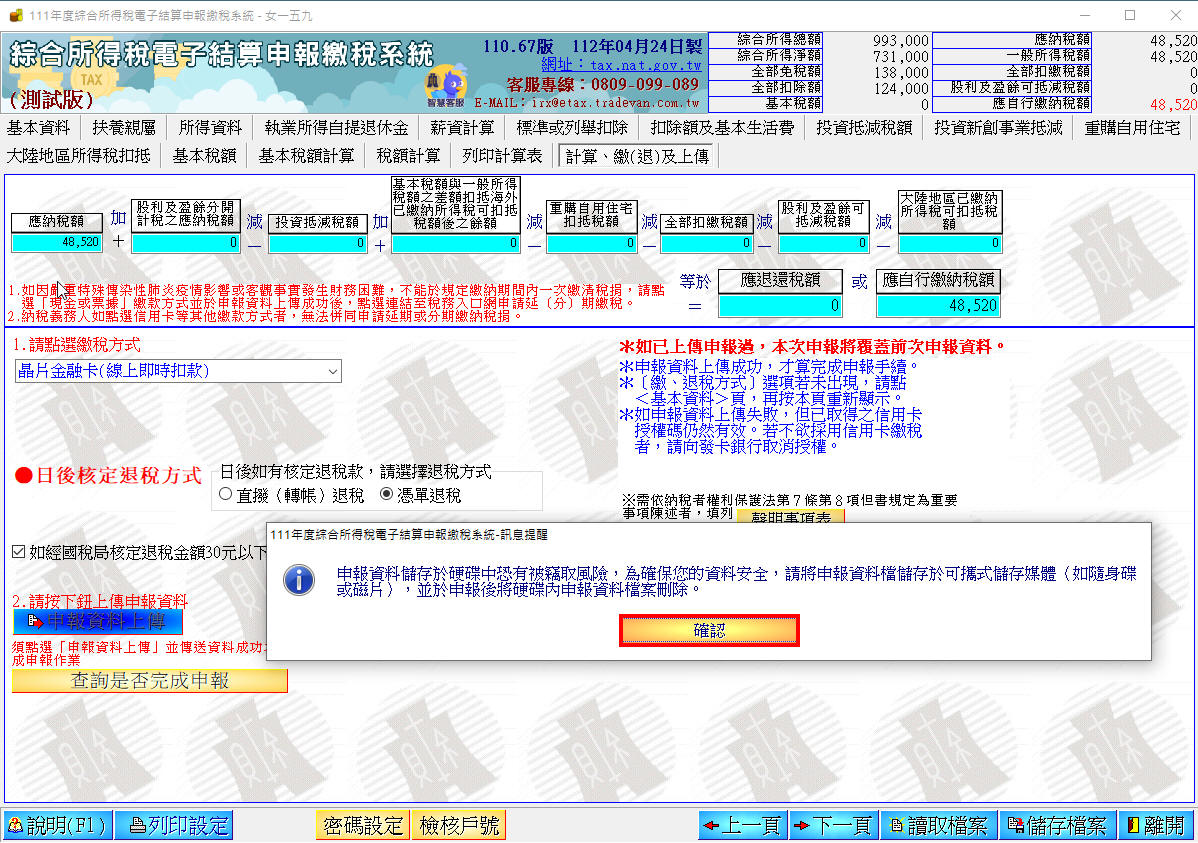 111年度綜合所得稅電子結算申報繳稅系統 - 女一五九
綜合所得稅電子結算申報繳稅系統
TAX
(測試版)
110.67版 112年04月24日製
網址：tax.nat.gov.tw
客服專線：0809-099-089
E-MAIL：irx@etax.tradevan.com.tw
智慧客服
綜合所得總額 993,000 應納稅額 48,520
綜合所得淨額 731,000 一般所得稅額 48,520
全部免稅額 138,000 全部扣繳稅額 0
全部扣除額 124,000 股利及盈餘可抵減稅額 0
基本稅額 0 應自行繳納稅額 48,520
基本資料 扶養親屬 所得資料 執業所得自提退休金 薪資計算 標準或列舉扣除 扣除額及基本生活費 投資抵減稅額 投資新創事業抵減 重購自用住宅
大陸地區所得稅扣抵 基本稅額 基本稅額計算 稅額計算 列印計算表 計算、繳(退)及上傳
應納稅額
48,520
加
＋
股利及盈餘分開
計稅之應納稅額
0
減
－
投資抵減稅額
0
加
＋
基本稅額與一般所得
稅額之差額扣抵海外
已繳納所得稅可扣抵
稅額後之餘額
0
減
－
重購自用住宅
扣抵稅額
0
減
－
全部扣繳稅額
0
減
－
股利及盈餘可
抵減稅額
0
減
－
大陸地區已繳納
所得稅可扣抵稅
額
0
等於
＝
應退還稅額
0
或
應自行繳納稅額
48,520
1.如因嚴重特殊傳染性肺炎疫情影響或客觀事實發生財務困難，不能於規定繳納期間內一次繳清稅捐，請點
選「現金或票據」繳款方式並於申報資料上傳成功後，點選連結至稅務入口網申請延（分）期繳稅。
2.納稅義務人如點選信用卡等其他繳款方式者，無法併同申請延期或分期繳納稅捐。
1.請點選繳稅方式
晶片金融卡(線上即時扣款)
＊如已上傳申報過，本次申報將覆蓋前次申報資料。
＊申報資料上傳成功，才算完成申報手續。
＊〔繳、退稅方式〕選項若未出現，請點
＜基本資料＞頁，再按本頁重新顯示。
＊如申報資料上傳失敗，但已取得之信用卡
授權碼仍然有效。若不欲採用信用卡繳稅
者，請向發卡銀行取消授權。
●日後核定退稅方式
日後如有核定退稅款，請選擇退稅方式
直撥（轉帳）退稅 憑單退稅
※需依納稅者權利保護法第７條第８項但書規定為重要
事項陳述者，填列 聲明事項表
如經國稅局核定退稅金額30元以下
111年度綜合所得稅電子結算申報繳稅系統-訊息提醒
申報資料儲存於硬碟中恐有被竊取風險，為確保您的資料安全，請將申報資料檔儲存於可攜式儲存媒體（如隨身碟
或磁片），並於申報後將硬碟內申報資料檔案刪除。
確認
2.請按下鈕上傳申報資料
申報資料上傳
須點選「申報資料上傳」並傳送資料成功
成申報作業
查詢是否完成申報
說明(F1) 列印設定 密碼設定 檢核戶號 上一頁 下一頁 讀取檔案 儲存檔案 離開